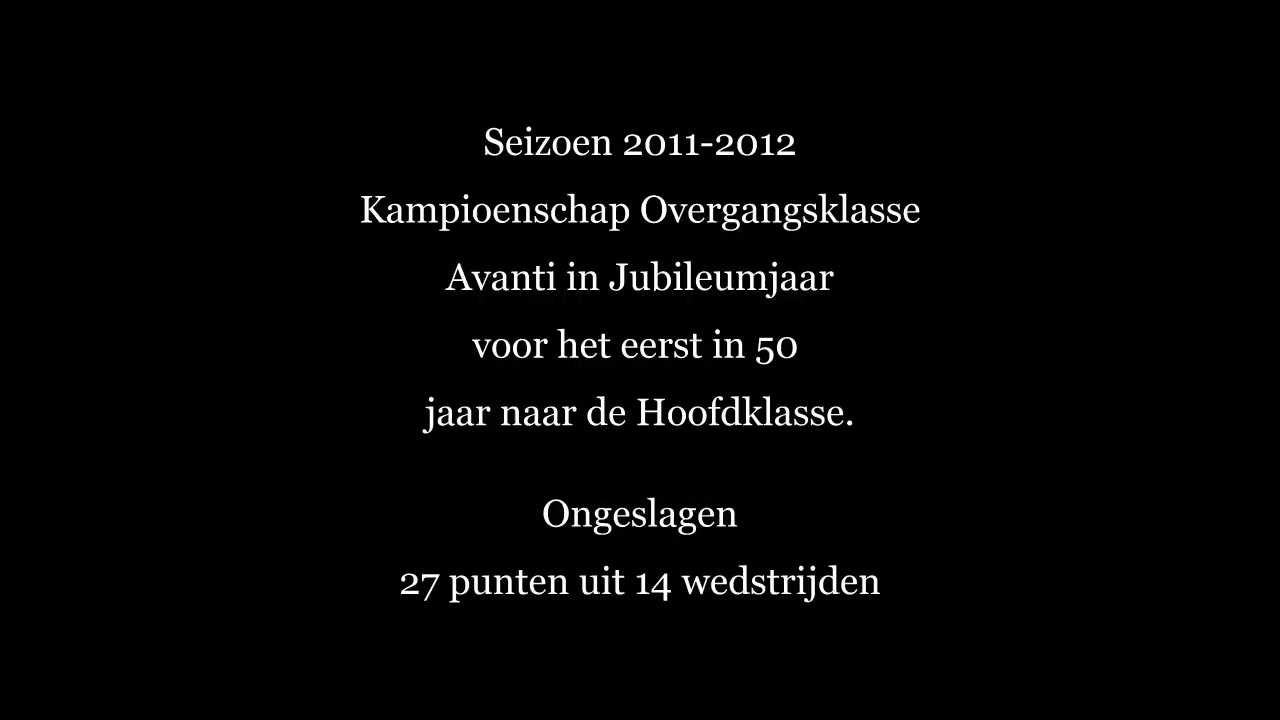 Seizoen 2011-2012
Kampioenschap Overgangsklasse
Avanti in Jubileumjaar
voor het eerst in 50
jaar naar de Hoofdklasse.
Ongeslagen
27 punten uit 14 wedstrijden